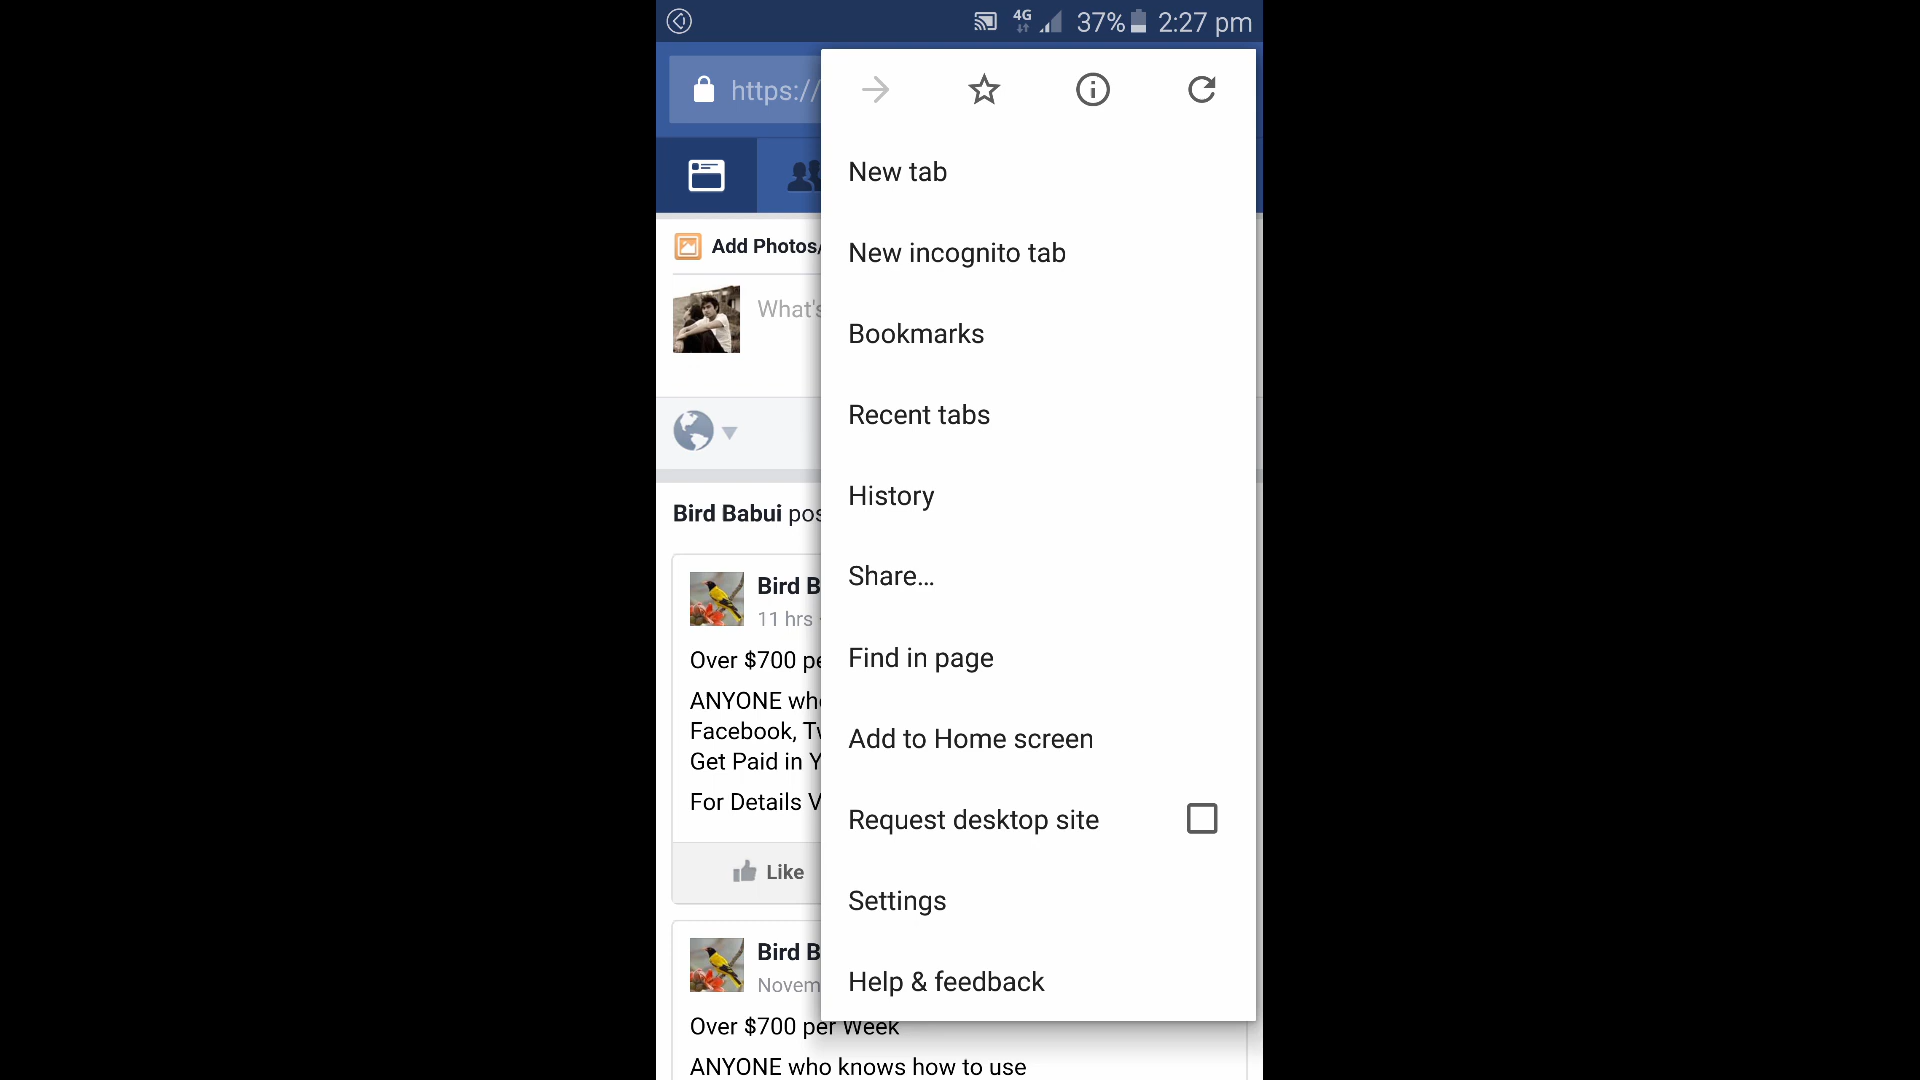 4G 37% 2:27 pm
https://
New tab
New incognito tab
Bookmarks
Recent tabs
History
Share...
Find in page
Add to Home screen
Request desktop site
Settings
Help & feedback
Add Photos/
What's
Bird Babui
Bird B
11 hrs
Over $700
ANYONE
Facebook,
Get Paid in
For Details
Like
Bird B
Novem
Over $700 per Week
ANYONE who knows how to use